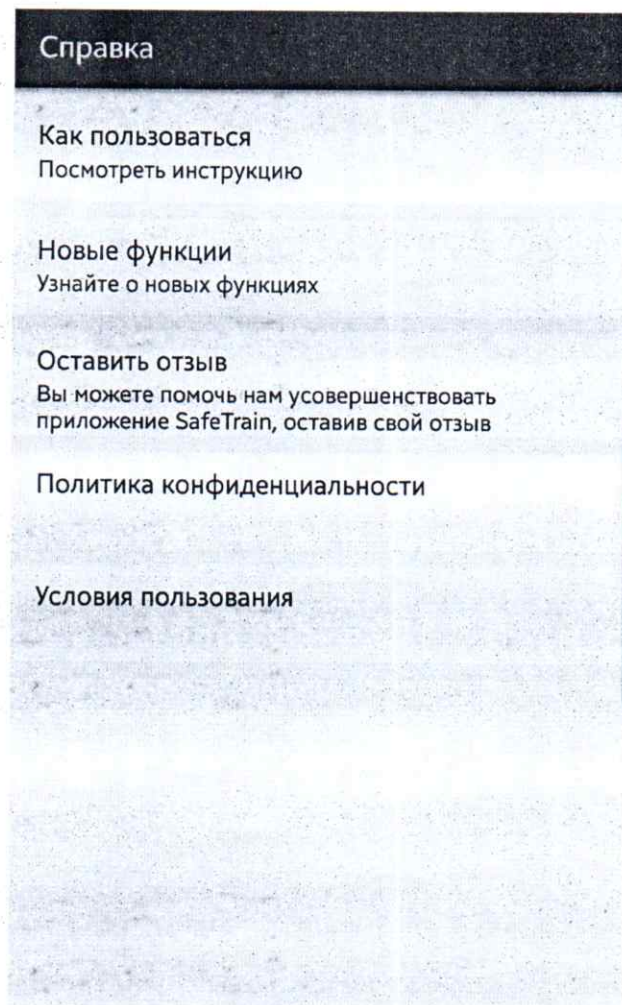 Справка
Как пользоваться
Посмотреть инструкцию
Новые функции
Узнайте о новых функциях
Оставить отзыв
Вы можете помочь нам усовершенствовать
приложение SafeTrain, оставив свой отзыв
Политика конфиденциальности
Условия пользования